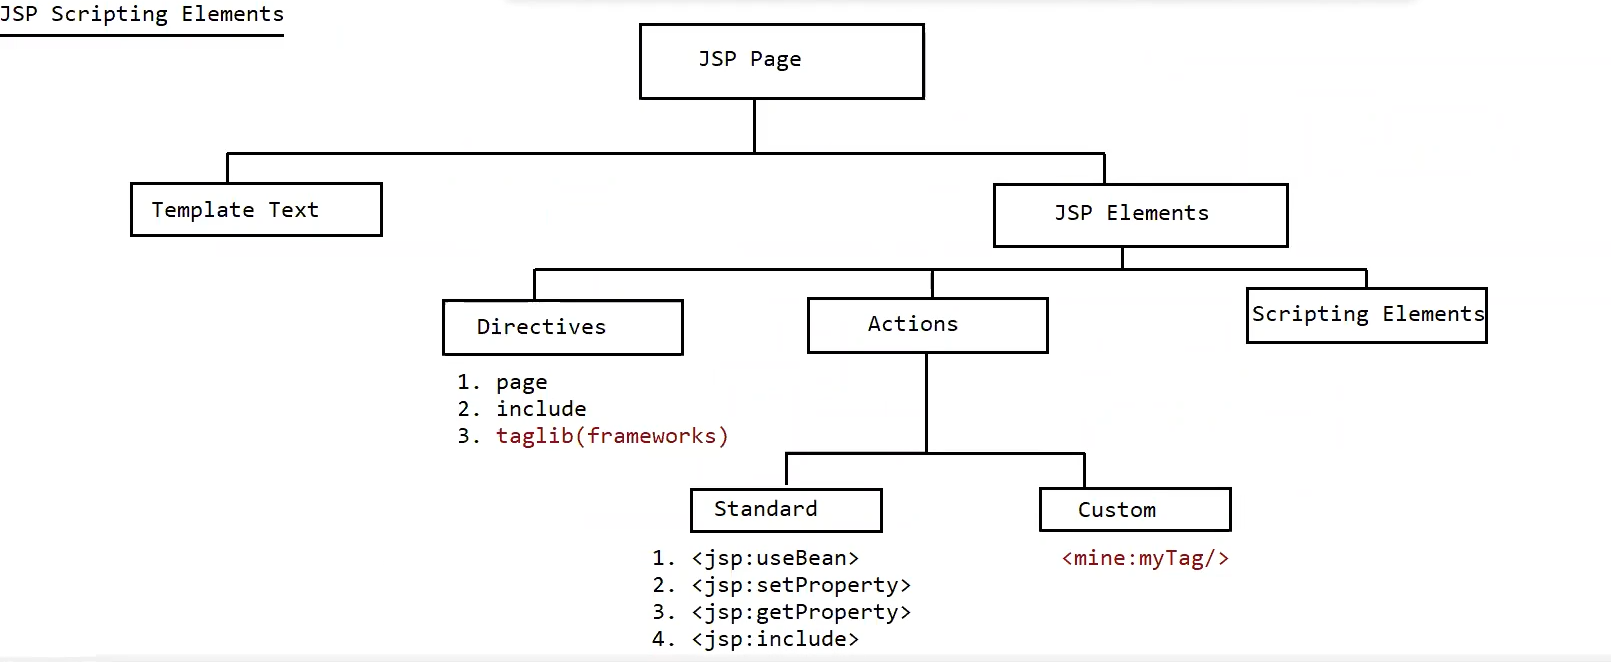 JSP Scripting Elements
JSP Page
Template Text
JSP Elements
Directives
Actions
Scripting Elements
1. page
2. include
3. taglib(frameworks)
Standard
Custom
1. <jsp:useBean>
2. <jsp:setProperty>
3. <jsp:getProperty>
4. <jsp:include>
<mine:myTag/>